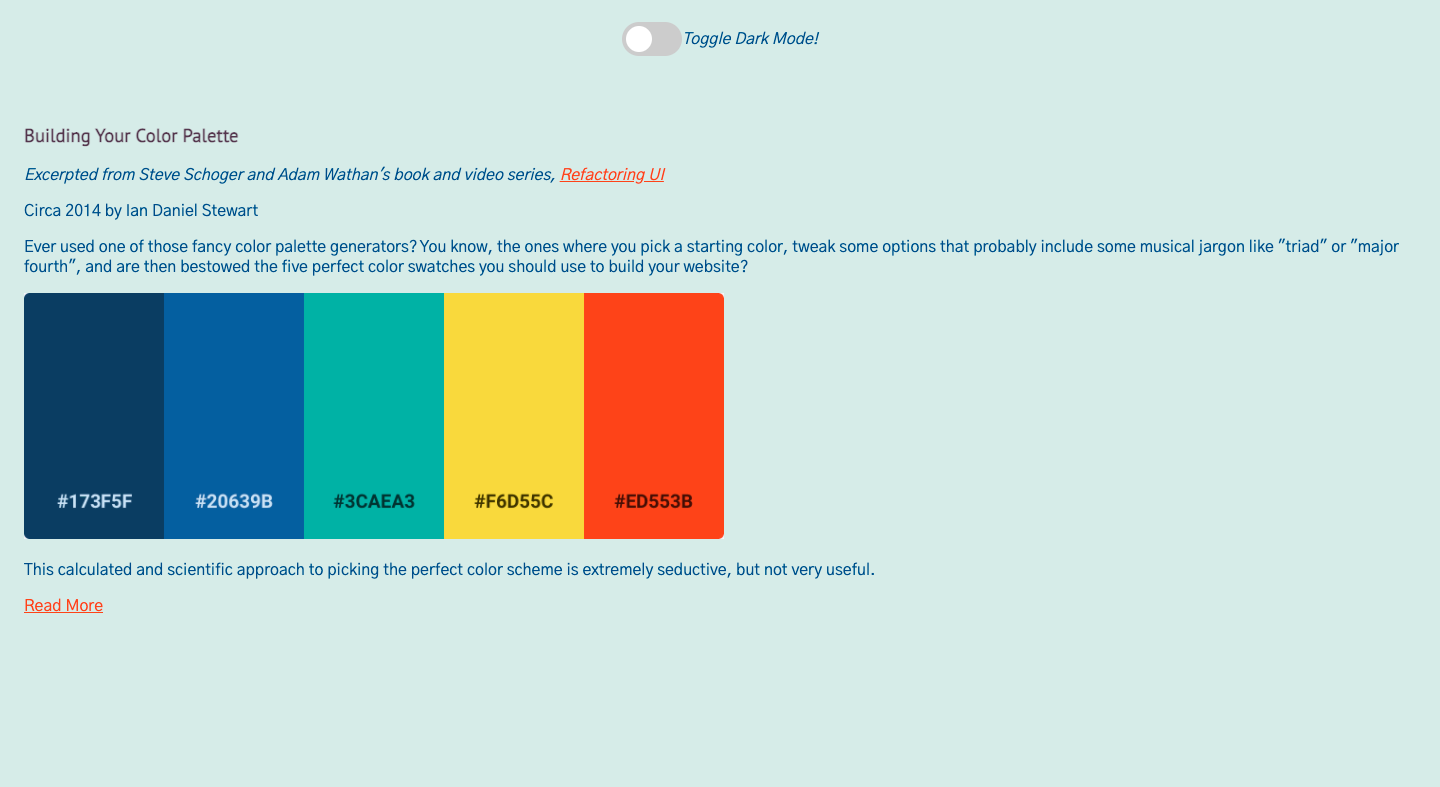 Toggle Dark Mode!
Building Your Color Palette
Excerpted from Steve Schoger and Adam Wathan's book and video series, Refactoring UI
Circa 2014 by Ian Daniel Stewart
Ever used one of those fancy color palette generators? You know, the ones where you pick a starting color, tweak some options that probably include some musical jargon like "triad" or "major
fourth", and are then bestowed the five perfect color swatches you should use to build your website?
#173F5F #20639B #3CAEA3 #F6D55C #ED553B
This calculated and scientific approach to picking the perfect color scheme is extremely seductive, but not very useful.
Read More